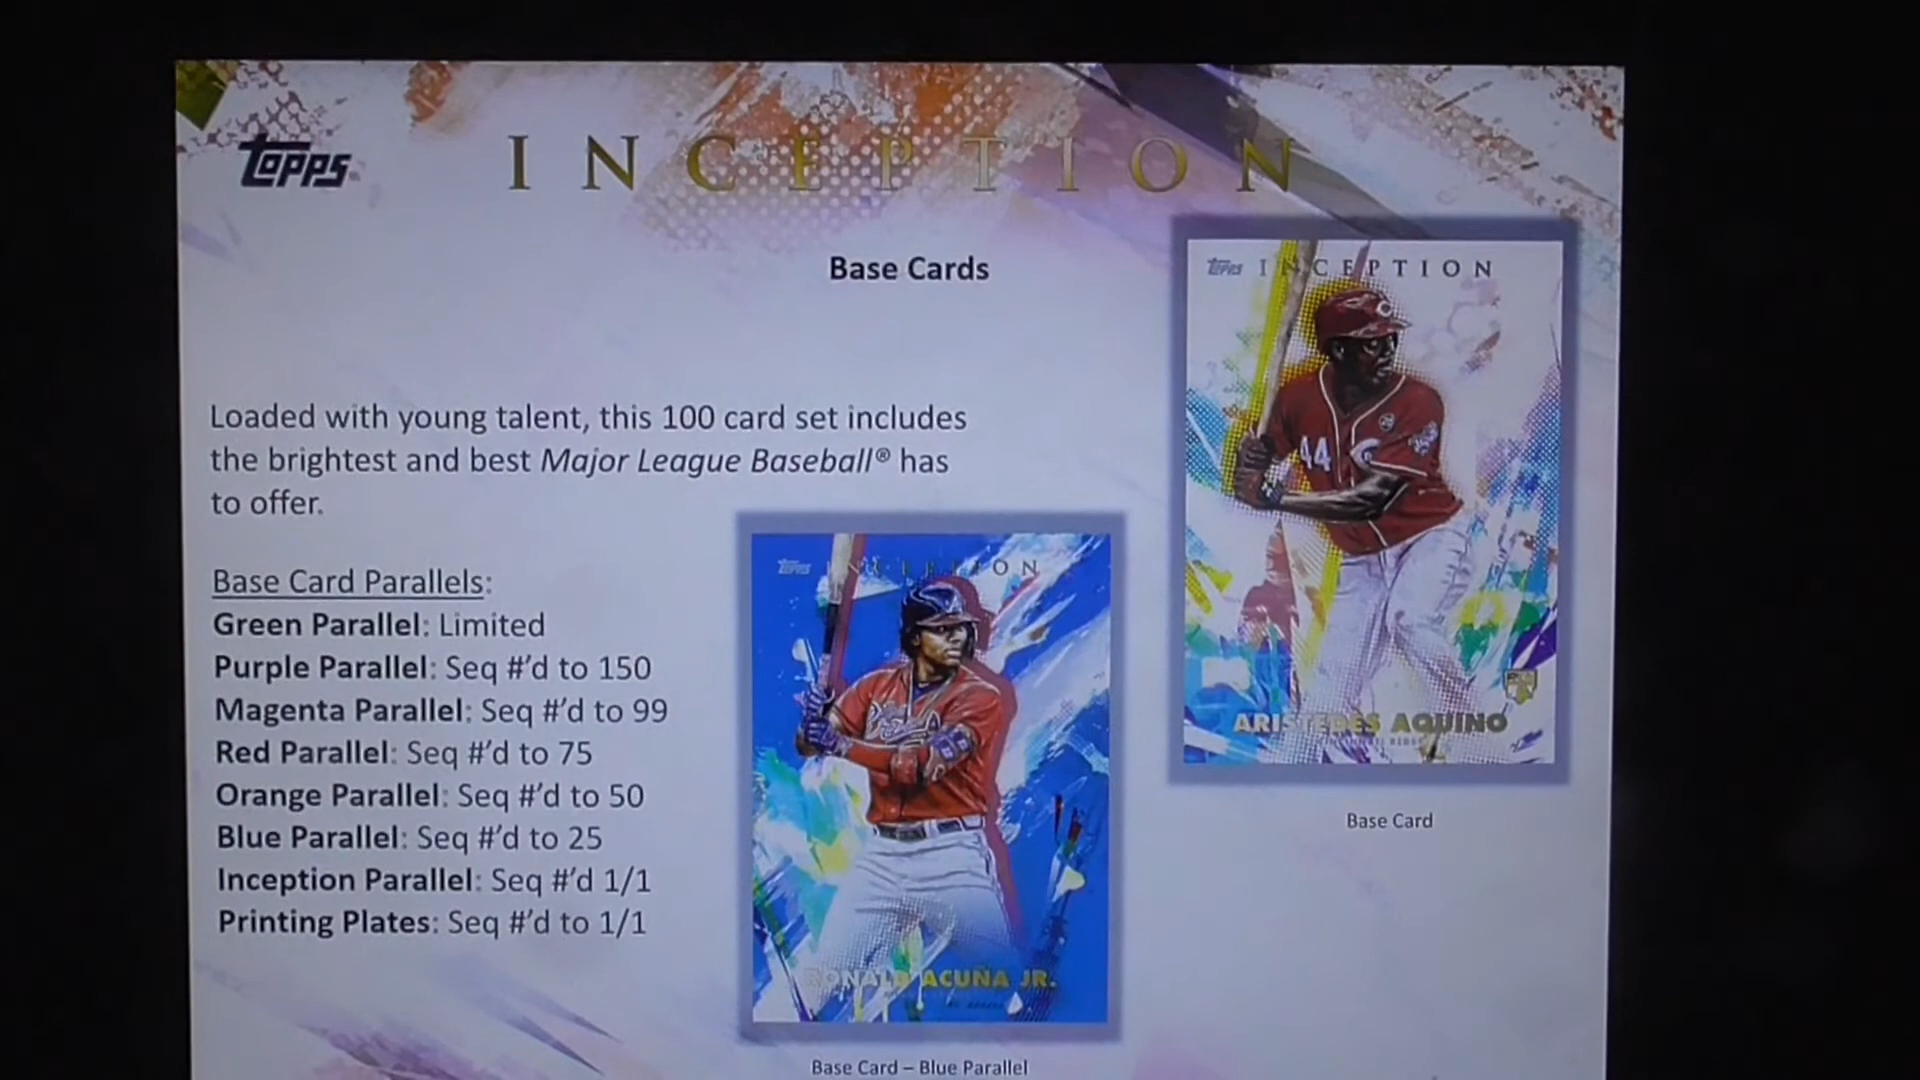 TOPPS
INCEPTION
Base Cards
Loaded with young talent, this 100 card set includes
the brightest and best Major League Baseball® has
to offer.
Base Card Parallels:
Green Parallel: Limited
Purple Parallel: Seq #'d to 150
Magenta Parallel: Seq #'d to 99
Red Parallel: Seq #'d to 75
Orange Parallel: Seq #'d to 50
Blue Parallel: Seq #'d to 25
Inception Parallel: Seq #'d 1/1
Printing Plates: Seq #'d to 1/1
TOPPS INCEPTION
RONALD ACUÑA JR.
Base Card – Blue Parallel
TOPPS INCEPTION
C
44
ARISTEDES AQUINO
Base Card